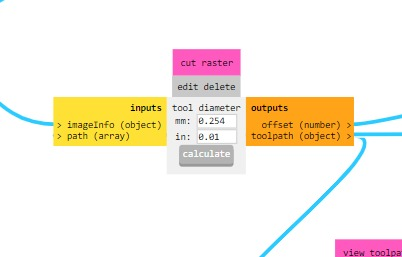 cut raster
edit delete
inputs
> imageInfo (object)
> path (array)
tool diameter
mm: 0.254
in: 0.01
calculate
outputs
offset (number) >
toolpath (object) >
view toolpa